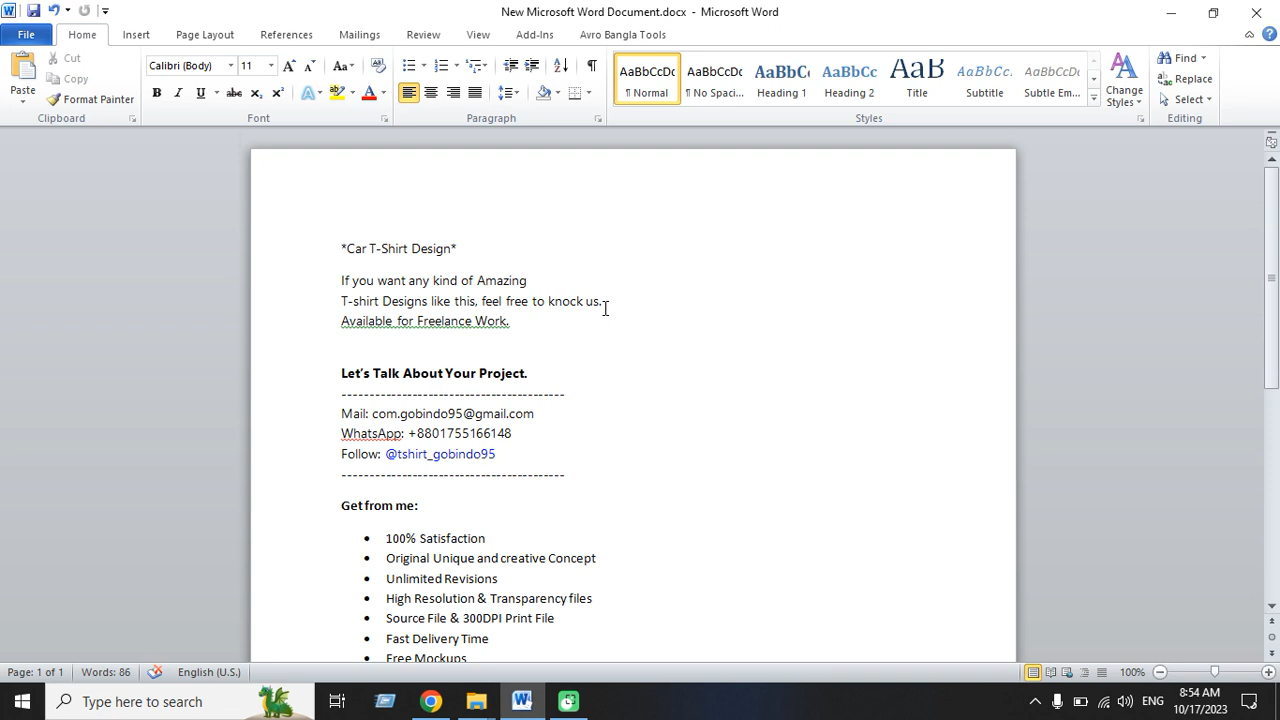 New Microsoft Word Document.docx - Microsoft Word
File Home Insert Page Layout References Mailings Review View Add-Ins Avro Bangla Tools
Paste
Cut
Copy
Format Painter
Clipboard
Calibri (Body) 11
Font
Paragraph
AaBbCcDc AaBbCcDc AaBbC AaBbCc AaB AaBbCcL AaBbCcDc
¶ Normal ¶ No Spaci... Heading 1 Heading 2 Title Subtitle Subtle Em...
Change Styles
Styles
Find
Replace
Select
Editing
*Car T-Shirt Design*
If you want any kind of Amazing
T-shirt Designs like this, feel free to knock us.
Available for Freelance Work.
Let's Talk About Your Project.
----------------------------------------
Mail: com.gobindo95@gmail.com
WhatsApp: +8801755166148
Follow: @tshirt_gobindo95
----------------------------------------
Get from me:
• 100% Satisfaction
• Original Unique and creative Concept
• Unlimited Revisions
• High Resolution & Transparency files
• Source File & 300DPI Print File
• Fast Delivery Time
• Free Mockups
Page: 1 of 1 Words: 86 English (U.S.) 100%
Type here to search
ENG
8:54 AM
10/17/2023